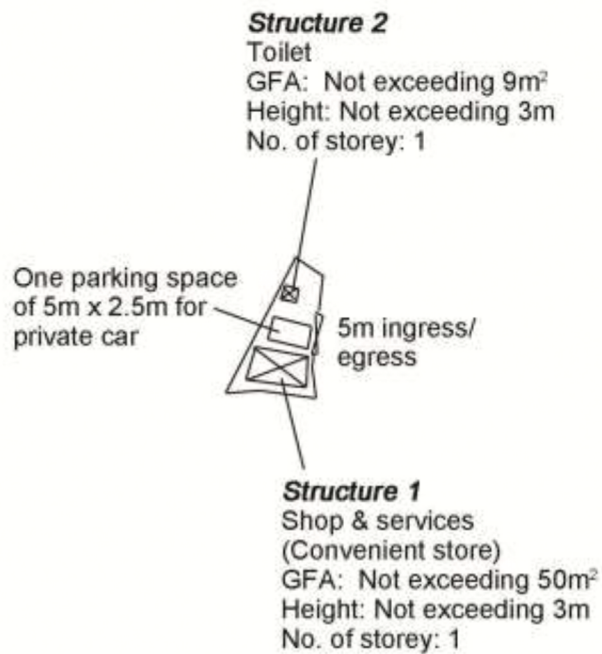 Structure 2
Toilet
GFA: Not exceeding 9m²
Height: Not exceeding 3m
No. of storey: 1
One parking space
of 5m x 2.5m for
private car
5m ingress/
egress
Structure 1
Shop & services
(Convenient store)
GFA: Not exceeding 50m²
Height: Not exceeding 3m
No. of storey: 1